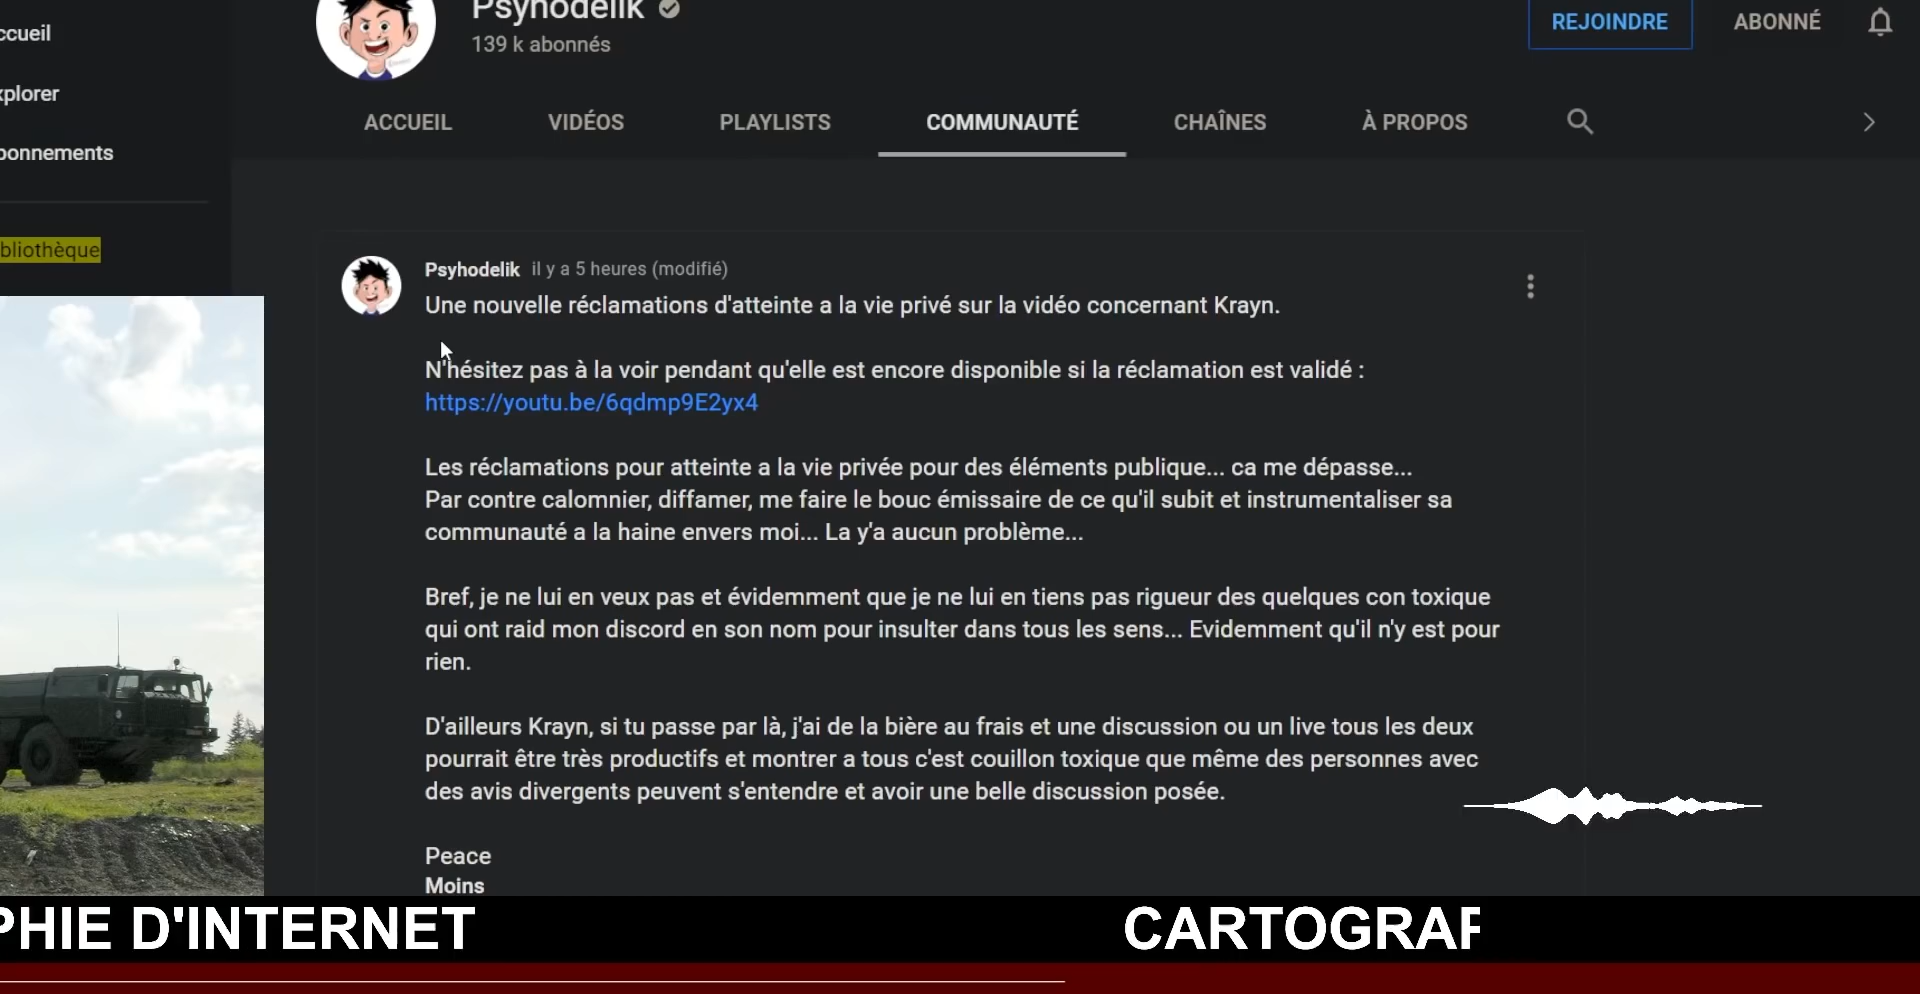 ccueil
xplorer
bonnements
bliothèque
Psyhodelik
139 k abonnés
REJOINDRE
ABONNÉ
ACCUEIL
VIDÉOS
PLAYLISTS
COMMUNAUTÉ
CHAÎNES
À PROPOS
Psyhodelik il y a 5 heures (modifié)
Une nouvelle réclamations d'atteinte a la vie privé sur la vidéo concernant Krayn.
N'hésitez pas à la voir pendant qu'elle est encore disponible si la réclamation est validé :
https://youtu.be/6qdmp9E2yx4
Les réclamations pour atteinte a la vie privée pour des éléments publique... ca me dépasse...
Par contre calomnier, diffamer, me faire le bouc émissaire de ce qu'il subit et instrumentaliser sa
communauté a la haine envers moi... La y'a aucun problème...
Bref, je ne lui en veux pas et évidemment que je ne lui en tiens pas rigueur des quelques con toxique
qui ont raid mon discord en son nom pour insulter dans tous les sens... Evidemment qu'il n'y est pour
rien.
D'ailleurs Krayn, si tu passe par là, j'ai de la bière au frais et une discussion ou un live tous les deux
pourrait être très productifs et montrer a tous c'est couillon toxique que même des personnes avec
des avis divergents peuvent s'entendre et avoir une belle discussion posée.
Peace
Moins
PHIE D'INTERNET
CARTOGRAP